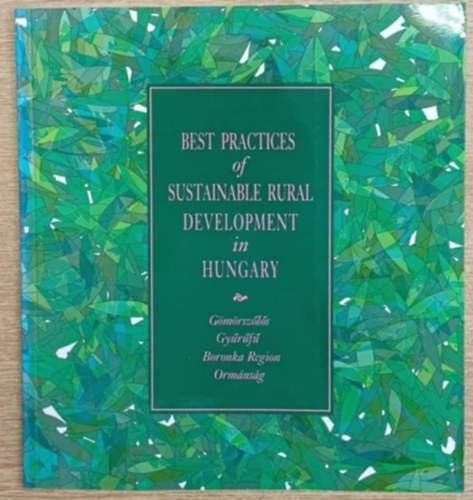 BEST PRACTICES
of
SUSTAINABLE RURAL
DEVELOPMENT
in
HUNGARY
Gömörszőlős
Gyűrűfű
Boronka Region
Ormánság